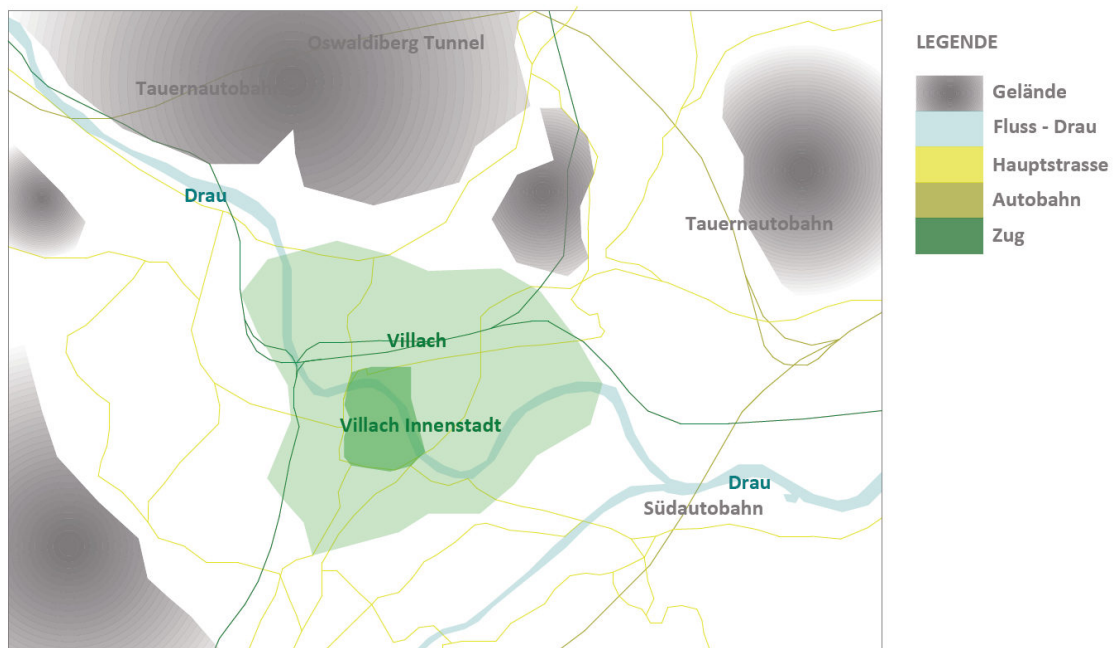 Oswaldiberg Tunnel
LEGENDE
Tauernautobahn
Gelände
Fluss - Drau
Hauptstrasse
Drau
Autobahn
Tauernautobahn
Zug
Villach
Villach Innenstadt
Drau
Südautobahn